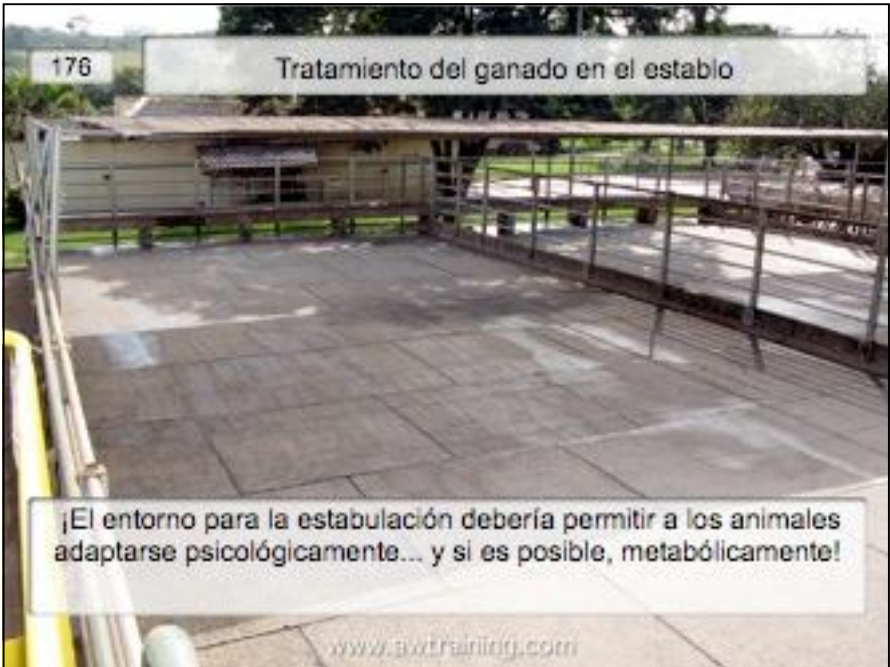 176
Tratamiento del ganado en el establo
¡El entorno para la estabulación debería permitir a los animales
adaptarse psicológicamente... y si es posible, metabólicamente!
www.awtraining.com